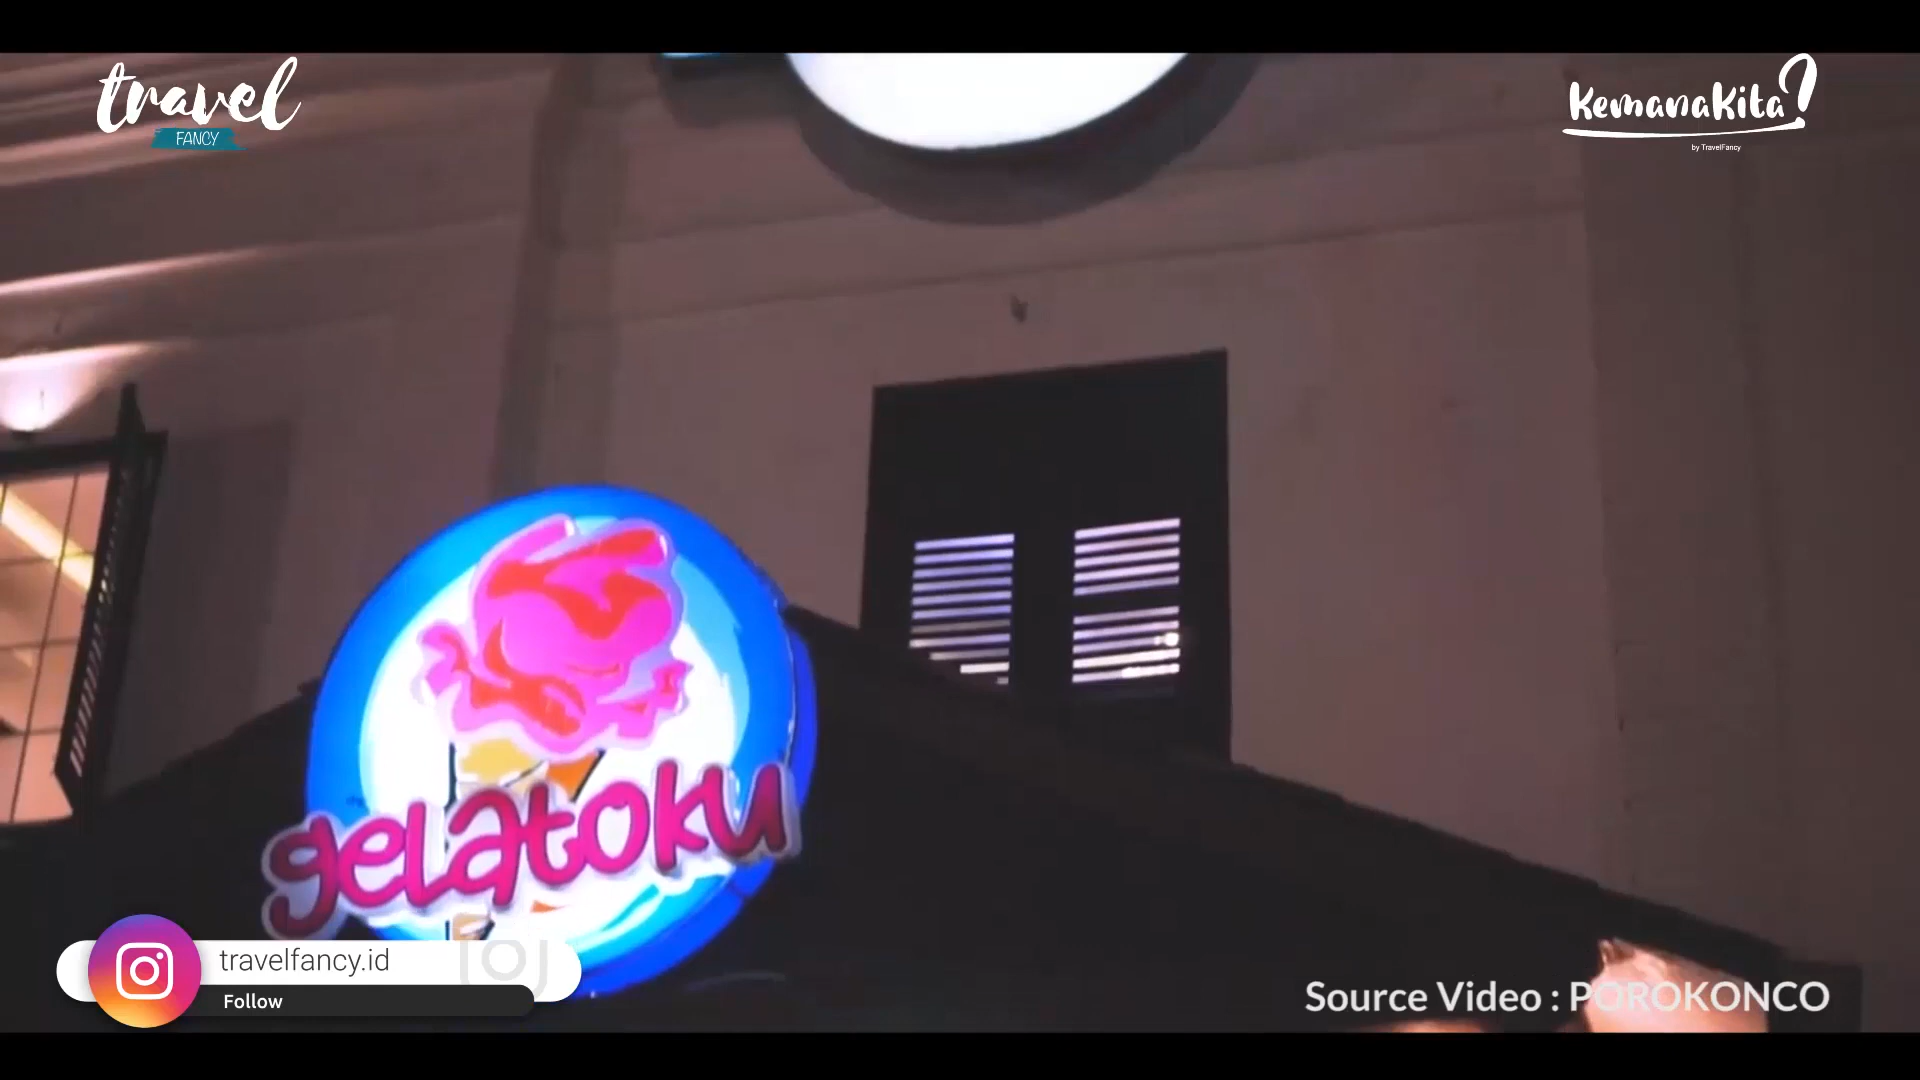 travel
FANCY
KemanaKita?
by TravelFancy
gelatoku
travelfancy.id
Follow
Source Video : POROKONCO